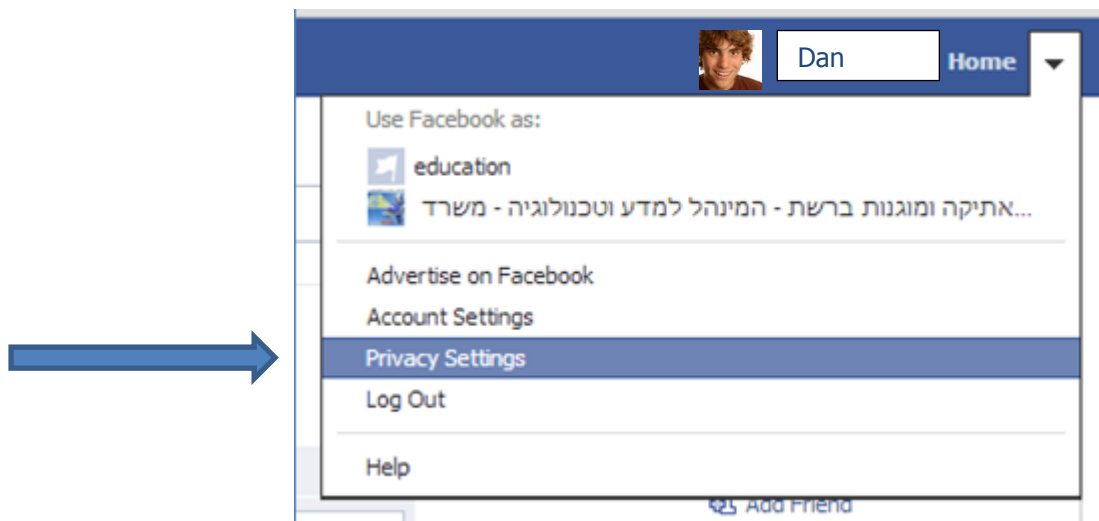 Dan
Home
Use Facebook as:
education
אתיקה ומוגנות ברשת - המינהל למדע וטכנולוגיה - משרד...
Advertise on Facebook
Account Settings
Privacy Settings
Log Out
Help
Add Friend